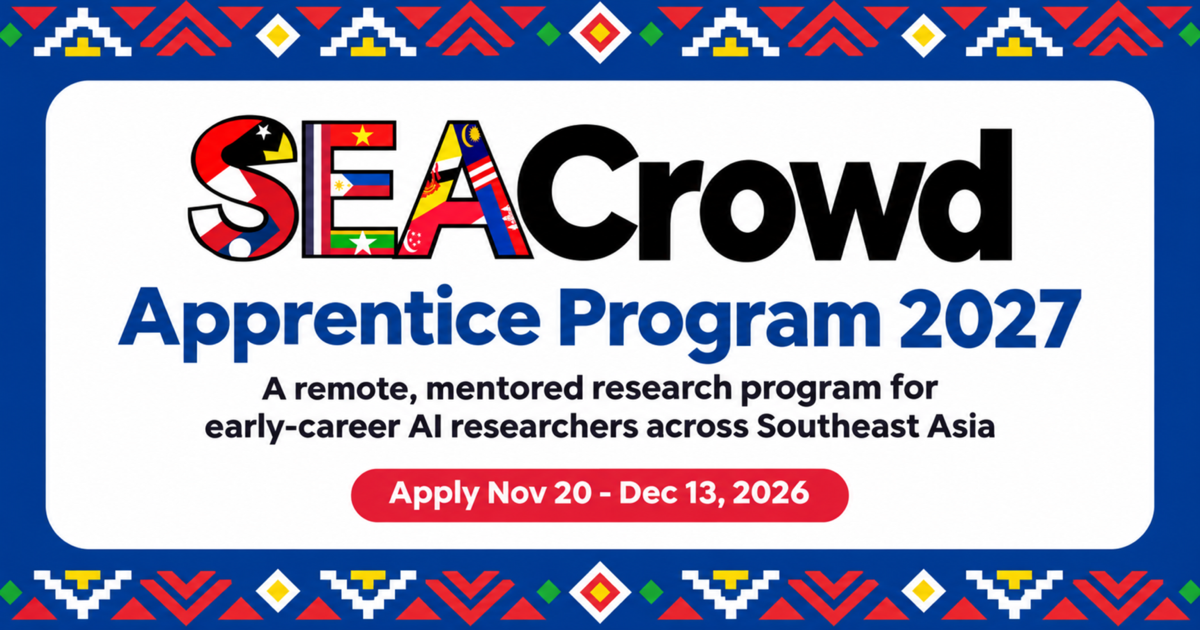 SEACrowd
Apprentice Program 2027
A remote, mentored research program for
early-career AI researchers across Southeast Asia
Apply Nov 20 - Dec 13, 2026